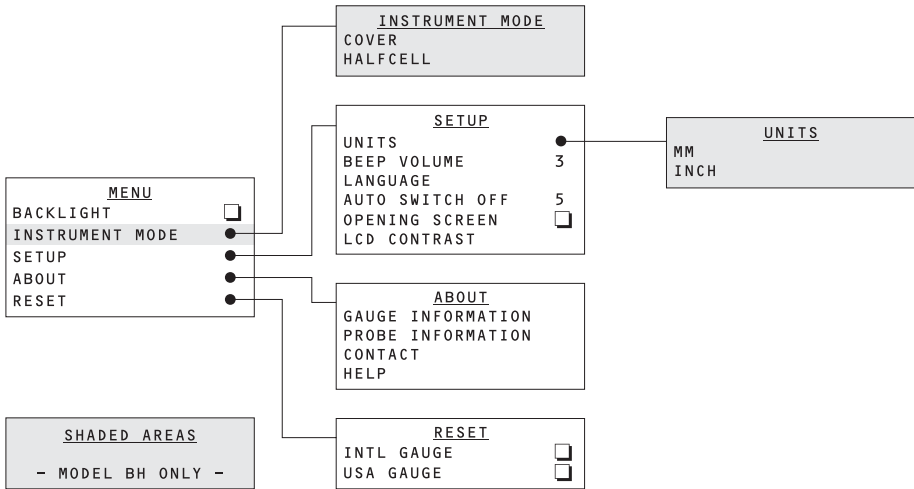 MENU
BACKLIGHT
INSTRUMENT MODE
SETUP
ABOUT
RESET
SHADED AREAS
- MODEL BH ONLY -
INSTRUMENT MODE
COVER
HALFCELL
SETUP
UNITS
BEEP VOLUME 3
LANGUAGE
AUTO SWITCH OFF 5
OPENING SCREEN
LCD CONTRAST
ABOUT
GAUGE INFORMATION
PROBE INFORMATION
CONTACT
HELP
RESET
INTL GAUGE
USA GAUGE
UNITS
MM
INCH